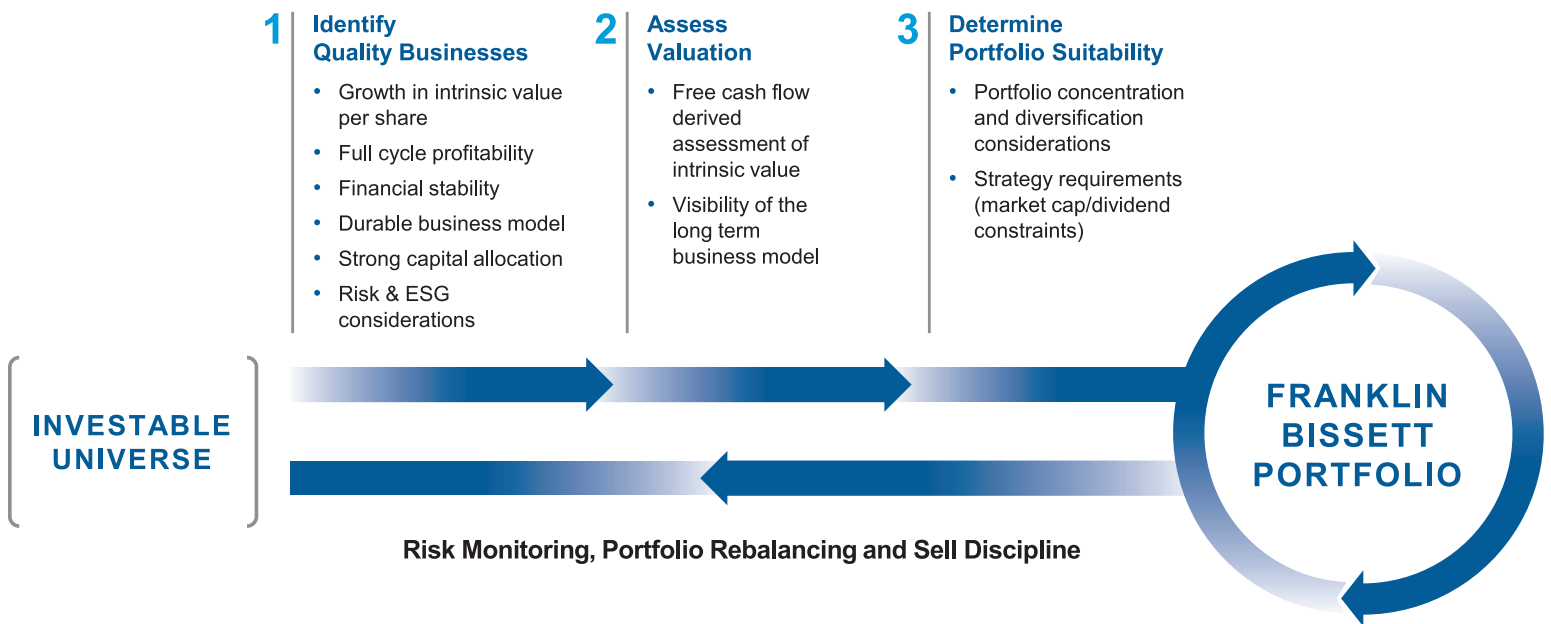 1
Identify
Quality Businesses
• Growth in intrinsic value
per share
• Full cycle profitability
• Financial stability
• Durable business model
• Strong capital allocation
• Risk & ESG
considerations
2
Assess
Valuation
• Free cash flow
derived
assessment of
intrinsic value
• Visibility of the
long term
business model
3
Determine
Portfolio Suitability
• Portfolio concentration
and diversification
considerations
• Strategy requirements
(market cap/dividend
constraints)
INVESTABLE
UNIVERSE
FRANKLIN
BISSETT
PORTFOLIO
Risk Monitoring, Portfolio Rebalancing and Sell Discipline